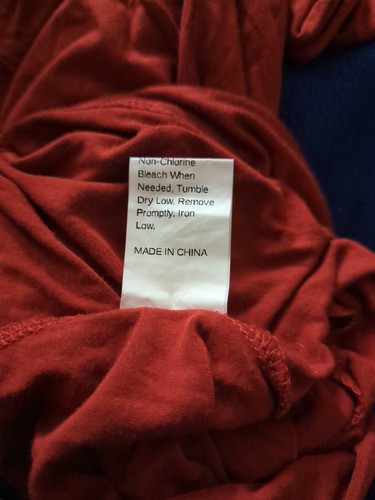 Non-Chlorine
Bleach When
Needed, Tumble
Dry Low, Remove
Promptly, Iron
Low.
MADE IN CHINA